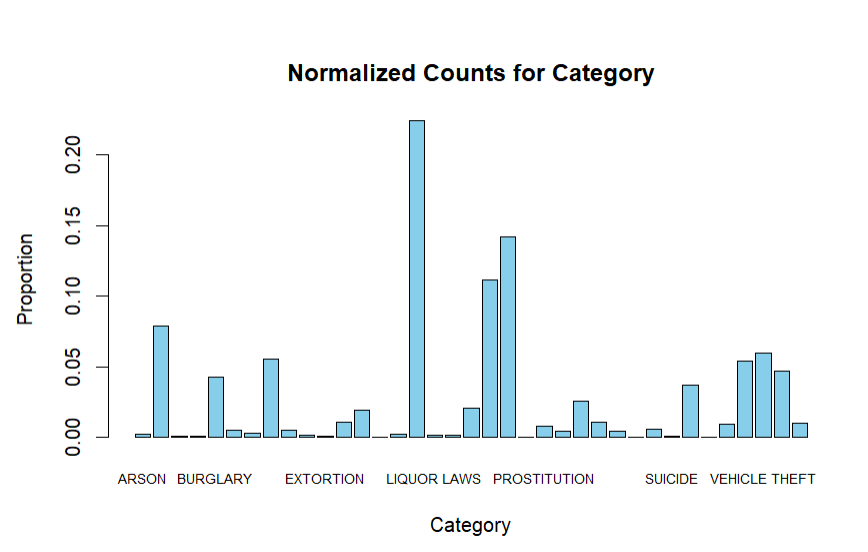 Normalized Counts for Category
Proportion
0.20
0.15
0.10
0.05
0.00
ARSON BURGLARY EXTORTION LIQUOR LAWS PROSTITUTION SUICIDE VEHICLE THEFT
Category